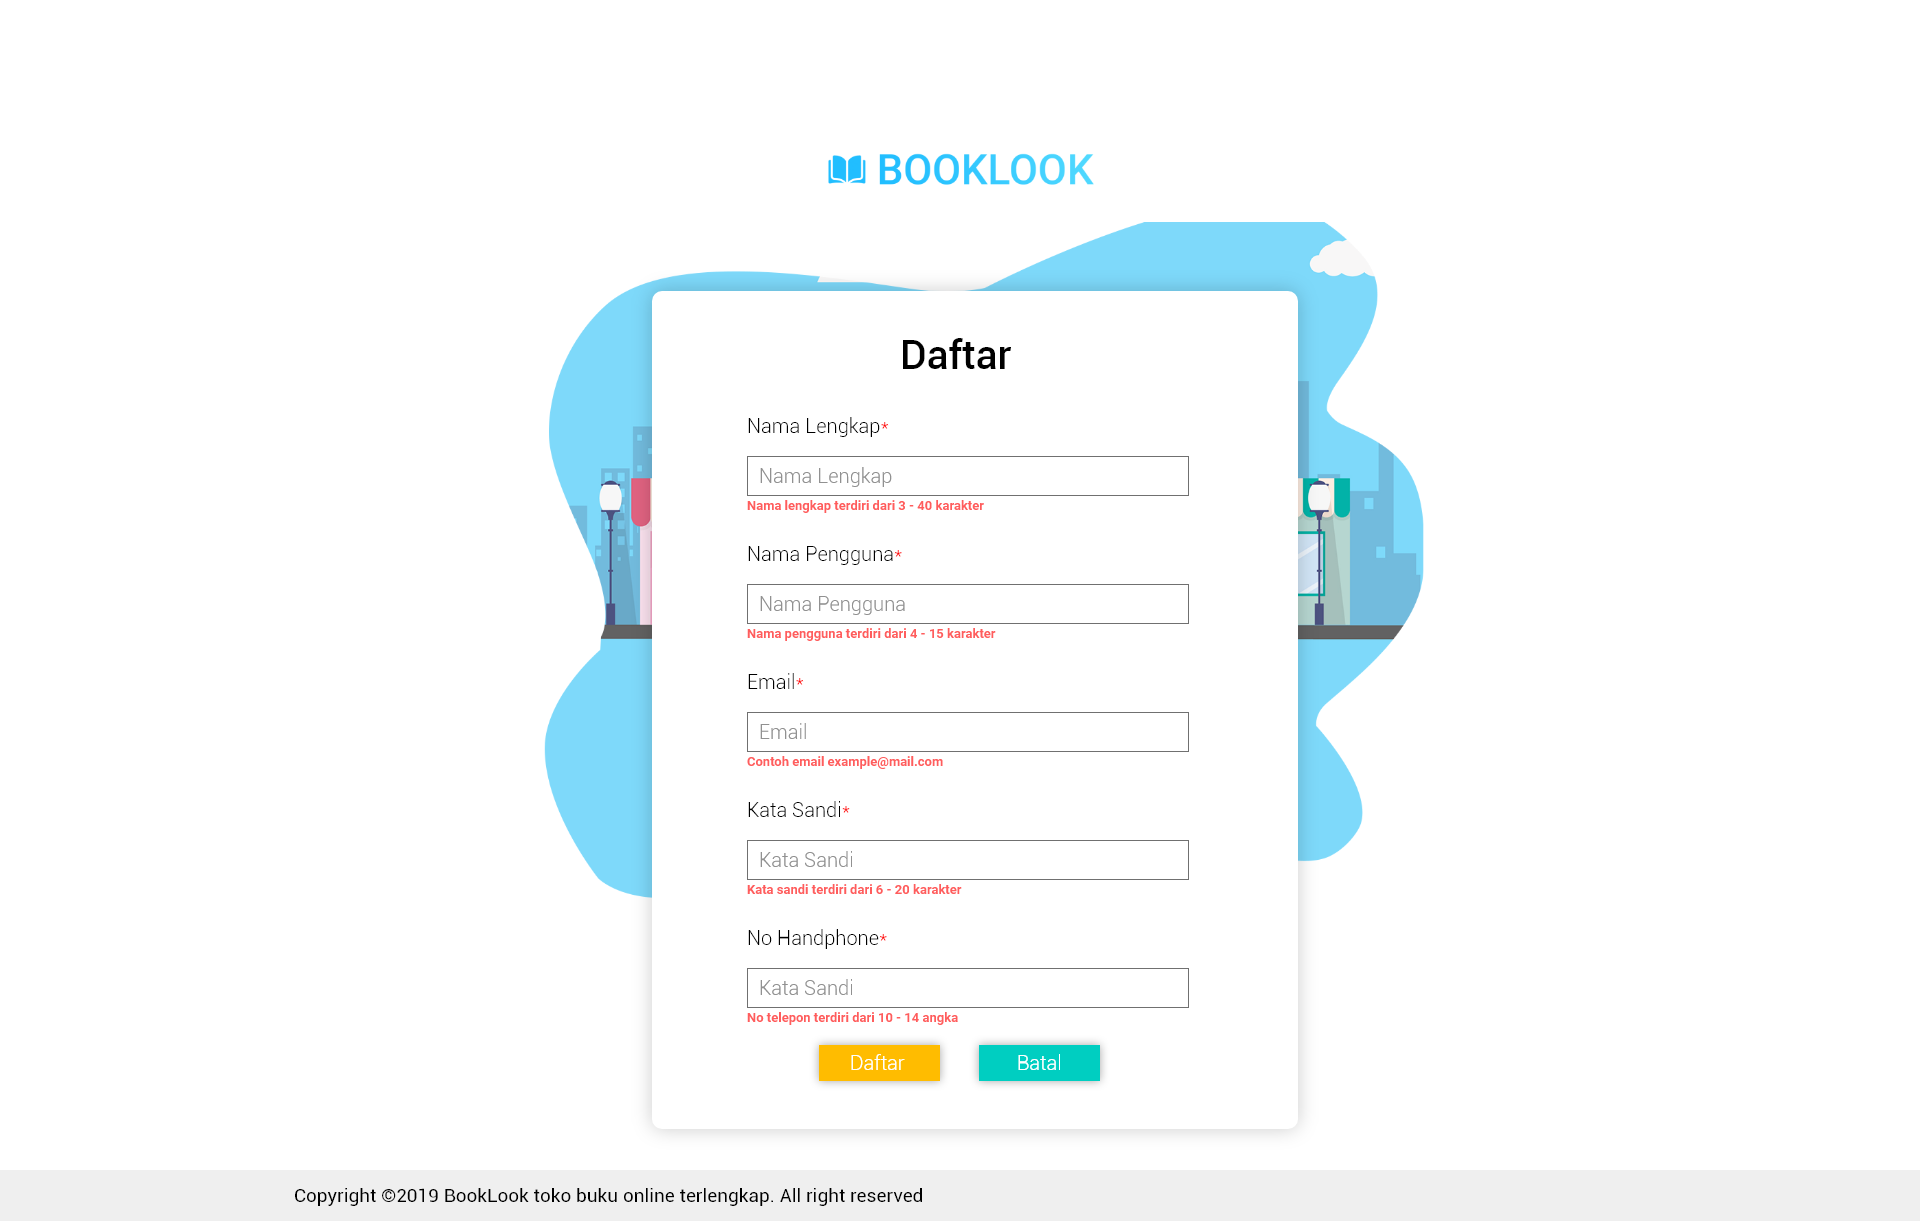 BOOKLOOK
Daftar
Nama Lengkap*
Nama Lengkap
Nama lengkap terdiri dari 3 - 40 karakter
Nama Pengguna*
Nama Pengguna
Nama pengguna terdiri dari 4 - 15 karakter
Email*
Email
Contoh email example@mail.com
Kata Sandi*
Kata Sandi
Kata sandi terdiri dari 6 - 20 karakter
No Handphone*
Kata Sandi
No telepon terdiri dari 10 - 14 angka
Daftar Batal
Copyright ©2019 BookLook toko buku online terlengkap. All right reserved